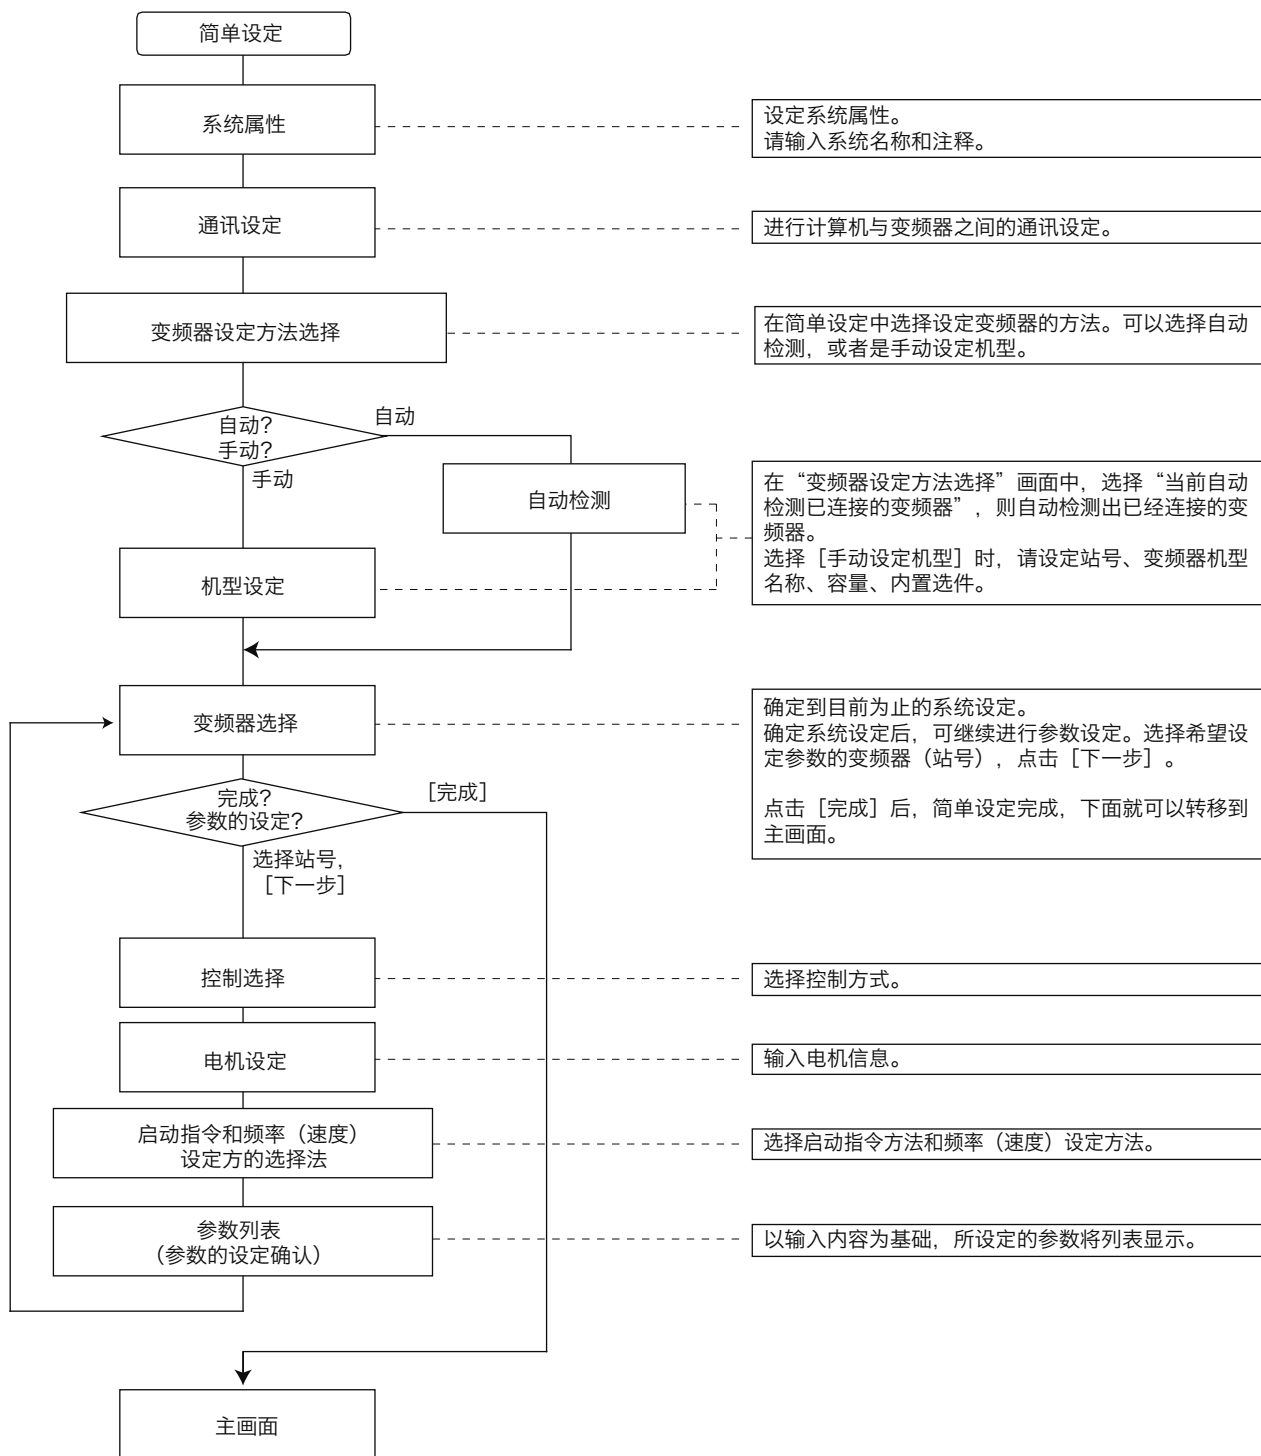 简单设定
系统属性
设定系统属性。
请输入系统名称和注释。
通讯设定
进行计算机与变频器之间的通讯设定。
变频器设定方法选择
在简单设定中选择设定变频器的方法。可以选择自动
检测，或者是手动设定机型。
自动?
手动?
自动
手动
自动检测
在“变频器设定方法选择”画面中，选择“当前自动
检测已连接的变频器”，则自动检测出已经连接的变
频器。
选择［手动设定机型］时，请设定站号、变频器机型
名称、容量、内置选件。
机型设定
变频器选择
确定到目前为止的系统设定。
确定系统设定后，可继续进行参数设定。选择希望设
定参数的变频器（站号），点击［下一步］。
点击［完成］后，简单设定完成，下面就可以转移到
主画面。
完成?
参数的设定?
［完成］
选择站号，
［下一步］
控制选择
选择控制方式。
电机设定
输入电机信息。
启动指令和频率（速度）
设定方的选择法
选择启动指令方法和频率（速度）设定方法。
参数列表
（参数的设定确认）
以输入内容为基础，所设定的参数将列表显示。
主画面